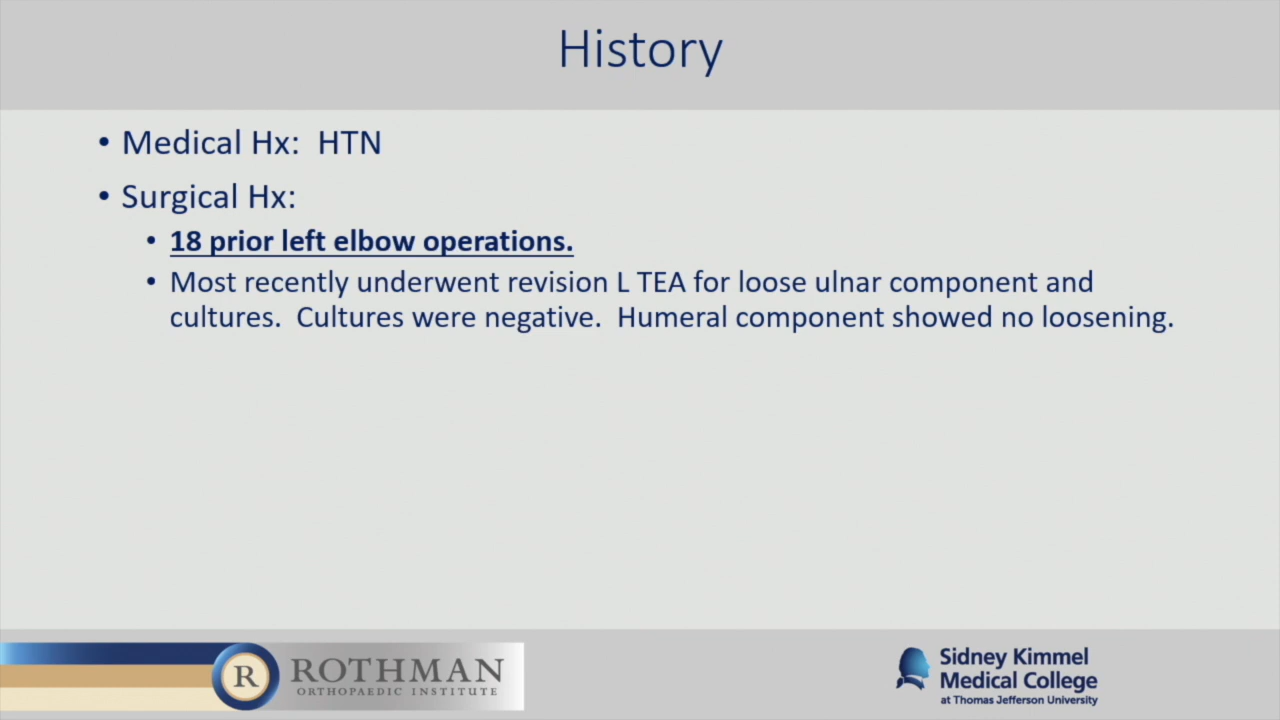 History
• Medical Hx: HTN
• Surgical Hx:
• 18 prior left elbow operations.
• Most recently underwent revision L TEA for loose ulnar component and
cultures. Cultures were negative. Humeral component showed no loosening.
R ROTHMAN
ORTHOPAEDIC INSTITUTE
Sidney Kimmel
Medical College
at Thomas Jefferson University